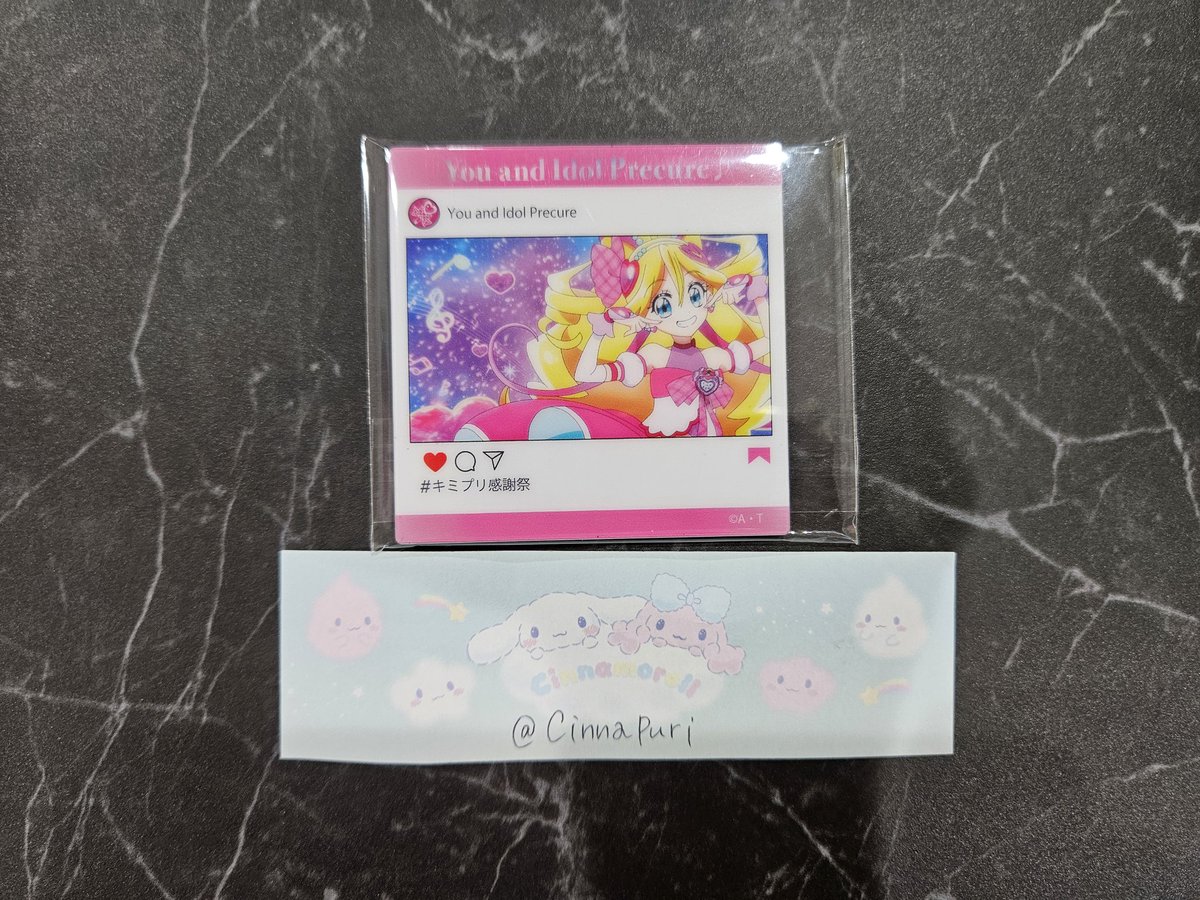 You and Idol Precure♪
You and Idol Precure
#キミプリ感謝祭
©A・T
Cinnamoroll
@Cinnapuri